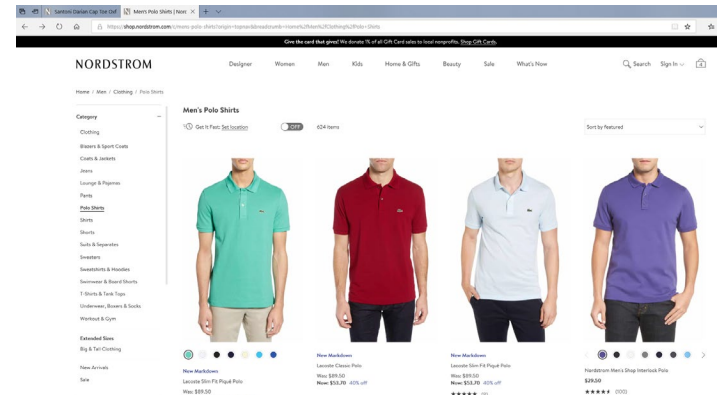 Santoni Darian Cap Toe Oxf
Men's Polo Shirts | Nors
Give the card that gives! We donate 1% of all Gift Card sales to local nonprofits. Shop Gift Cards.
NORDSTROM
Designer Women Men Kids Home & Gifts Beauty Sale What's Now
Search Sign In
Home / Men / Clothing / Polo Shirts
Category
Clothing
Blazers & Sport Coats
Coats & Jackets
Jeans
Lounge & Pajamas
Pants
Polo Shirts
Shirts
Shorts
Suits & Separates
Sweaters
Sweatshirts & Hoodies
Swimwear & Board Shorts
T-Shirts & Tank Tops
Underwear, Boxers & Socks
Workout & Gym
Extended Sizes
Big & Tall Clothing
New Arrivals
Sale
Men's Polo Shirts
Get It Fast: Set location OFF 624 items
Sort by Featured
New Markdown
Lacoste Slim Fit Piqué Polo
Was: $89.50
New Markdown
Lacoste Classic Polo
Was: $89.50
Now: $53.70 40% off
New Markdown
Lacoste Slim Fit Piqué Polo
Was: $89.50
Now: $53.70 40% off
Nordstrom Men's Shop Interlock Polo
$29.50